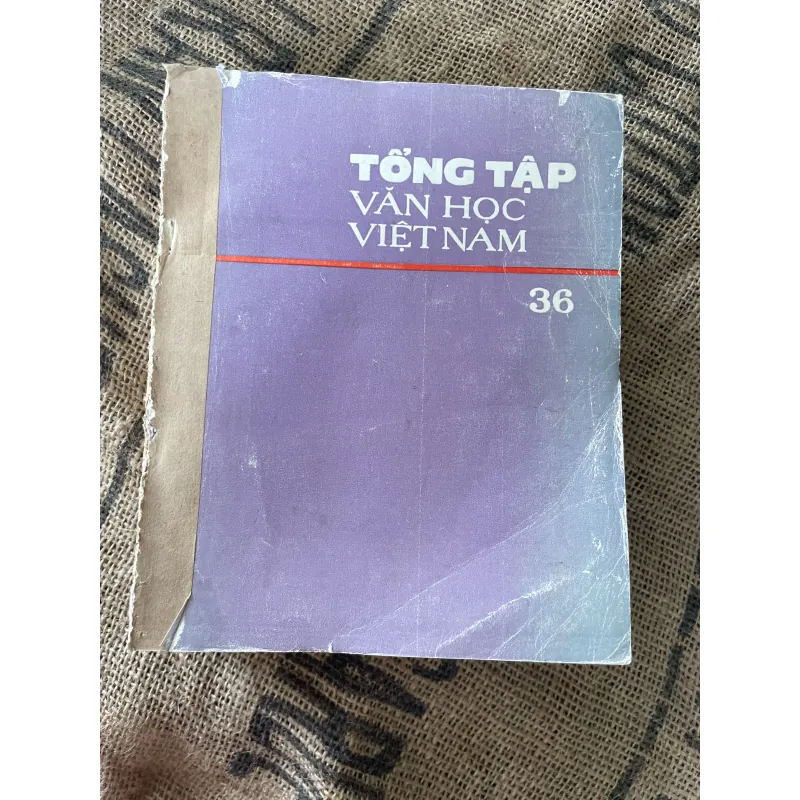 TỔNG TẬP
VĂN HỌC
VIỆT NAM
36